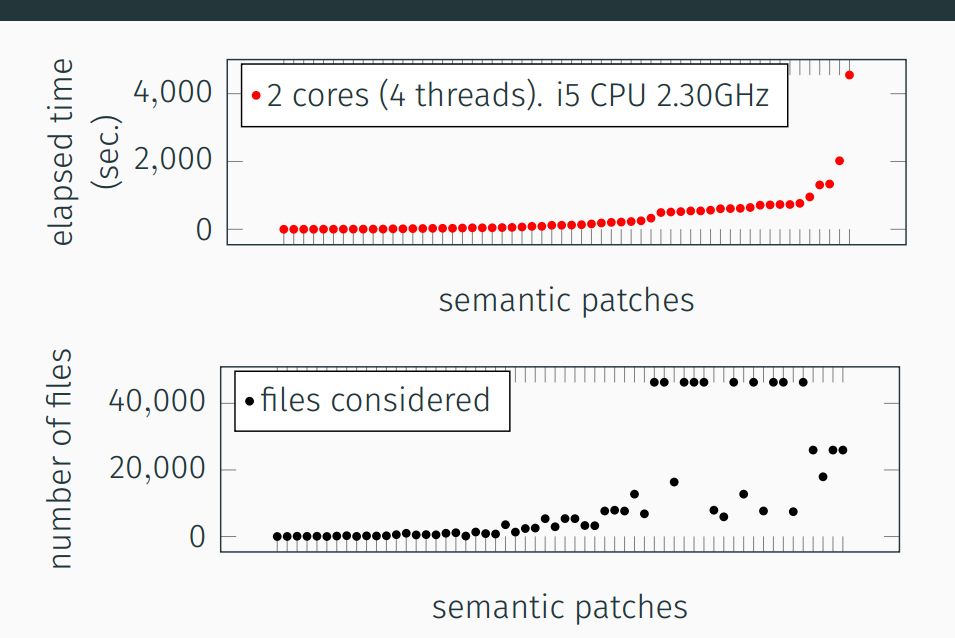 elapsed time
(sec.)
4,000
2,000
0
2 cores (4 threads). i5 CPU 2.30GHz
semantic patches
number of files
40,000
20,000
0
files considered
semantic patches